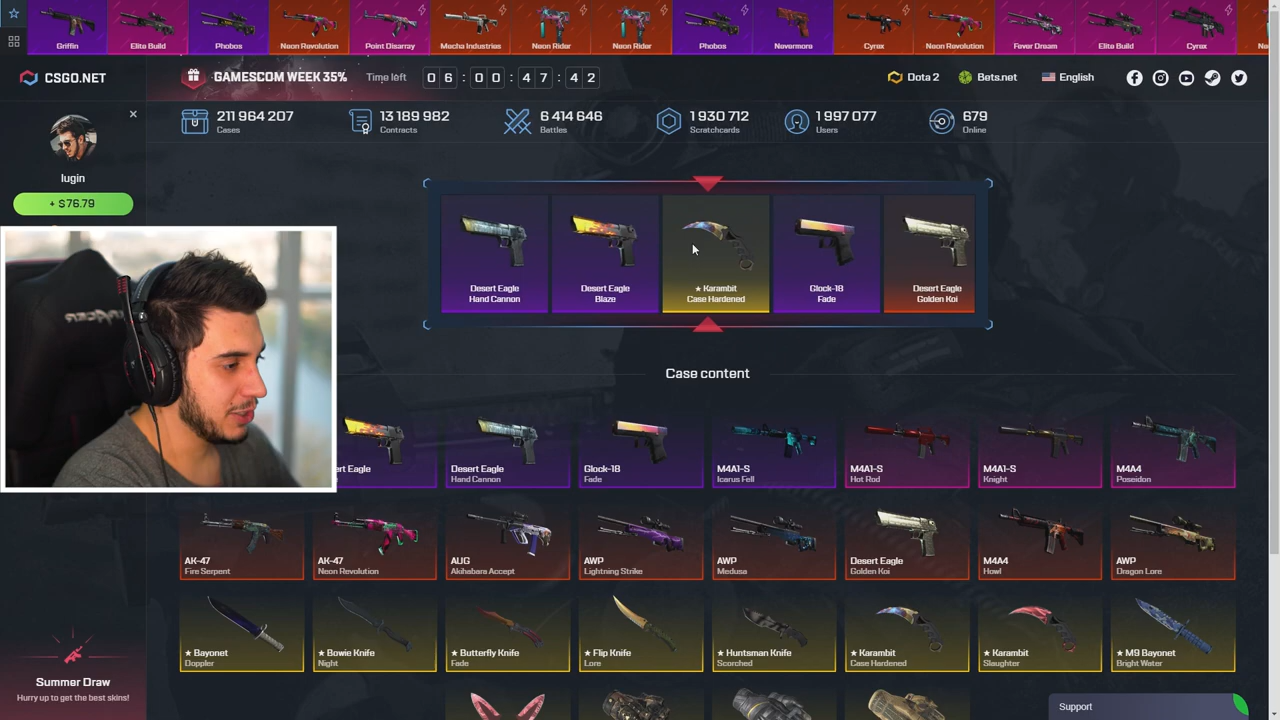 Griffin
Elite Build
Phobos
Neon Revolution
Point Disarray
Mecha Industries
Neon Rider
Neon Rider
Phobos
Nevermore
Cyrex
Neon Revolution
Fever Dream
Elite Build
Cyrex
CSGO.NET
GAMESCOM WEEK 35%
Time left
06:00:47:42
Dota 2
Bets.net
English
211 964 207
Cases
13 189 982
Contracts
6 414 646
Battles
1 930 712
Scratchcards
1 997 077
Users
679
Online
lugin
+ $76.79
Desert Eagle
Hand Cannon
Desert Eagle
Blaze
★ Karambit
Case Hardened
Glock-18
Fade
Desert Eagle
Golden Koi
Case content
ert Eagle
Desert Eagle
Hand Cannon
Glock-18
Fade
M4A1-S
Icarus Fell
M4A1-S
Hot Rod
M4A1-S
Knight
M4A4
Poseidon
AK-47
Fire Serpent
AK-47
Neon Revolution
AUG
Akihabara Accept
AWP
Lightning Strike
AWP
Medusa
Desert Eagle
Golden Koi
M4A4
Howl
AWP
Dragon Lore
★ Bayonet
Doppler
★ Bowie Knife
Night
★ Butterfly Knife
Fade
★ Flip Knife
Lore
★ Huntsman Knife
Scorched
★ Karambit
Case Hardened
★ Karambit
Slaughter
★ M9 Bayonet
Bright Water
Summer Draw
Hurry up to get the best skins!
Support